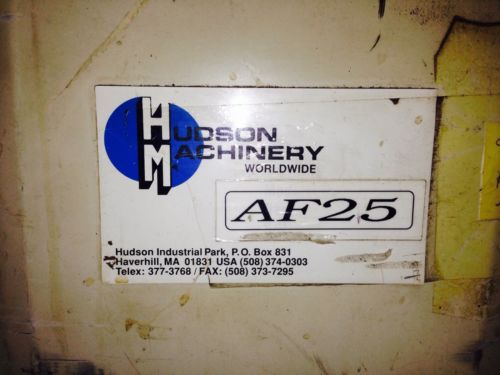 HUDSON
MACHINERY
WORLDWIDE
AF25
Hudson Industrial Park, P.O. Box 831
Haverhill, MA 01831 USA (508) 374-0303
Telex: 377-3768 / FAX: (508) 373-7295